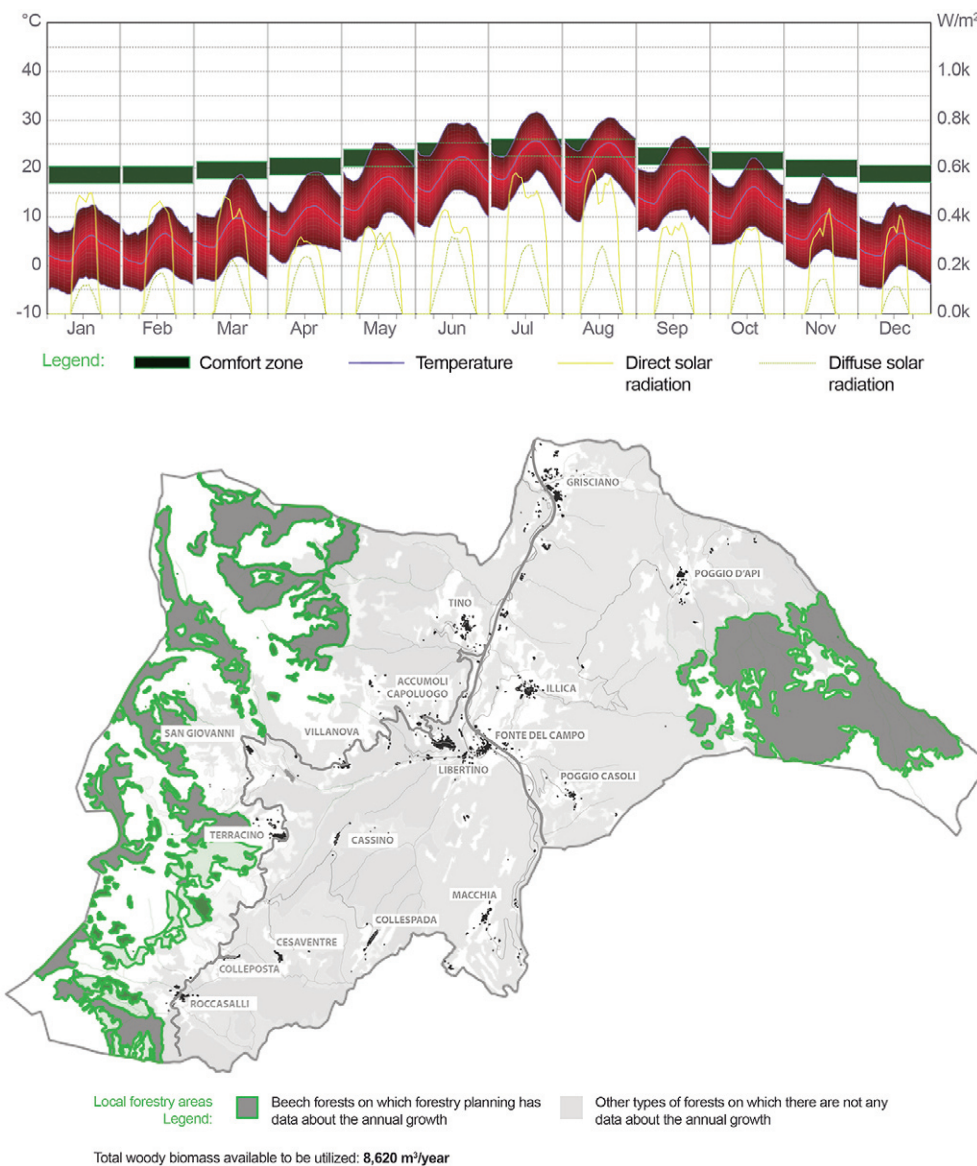 °C
W/m²
40
30
20
10
0
-10
1.0k
0.8k
0.6k
0.4k
0.2k
0.0k
Jan Feb Mar Apr May Jun Jul Aug Sep Oct Nov Dec
Legend:
Comfort zone
Temperature
Direct solar
radiation
Diffuse solar
radiation
GRISCIANO
POGGIO D'API
TINO
ACCUMOLI
CAPOLUOGO
ILLICA
SAN GIOVANNI
VILLANOVA
FONTE DEL CAMPO
LIBERTINO
POGGIO CASOLI
TERRACINO
CASSINO
MACCHIA
COLLESPADA
CESAVENTRE
COLLEPOSTA
ROCCASALLI
Local forestry areas
Legend:
Beech forests on which forestry planning has
data about the annual growth
Other types of forests on which there are not any
data about the annual growth
Total woody biomass available to be utilized: 8,620 m³/year